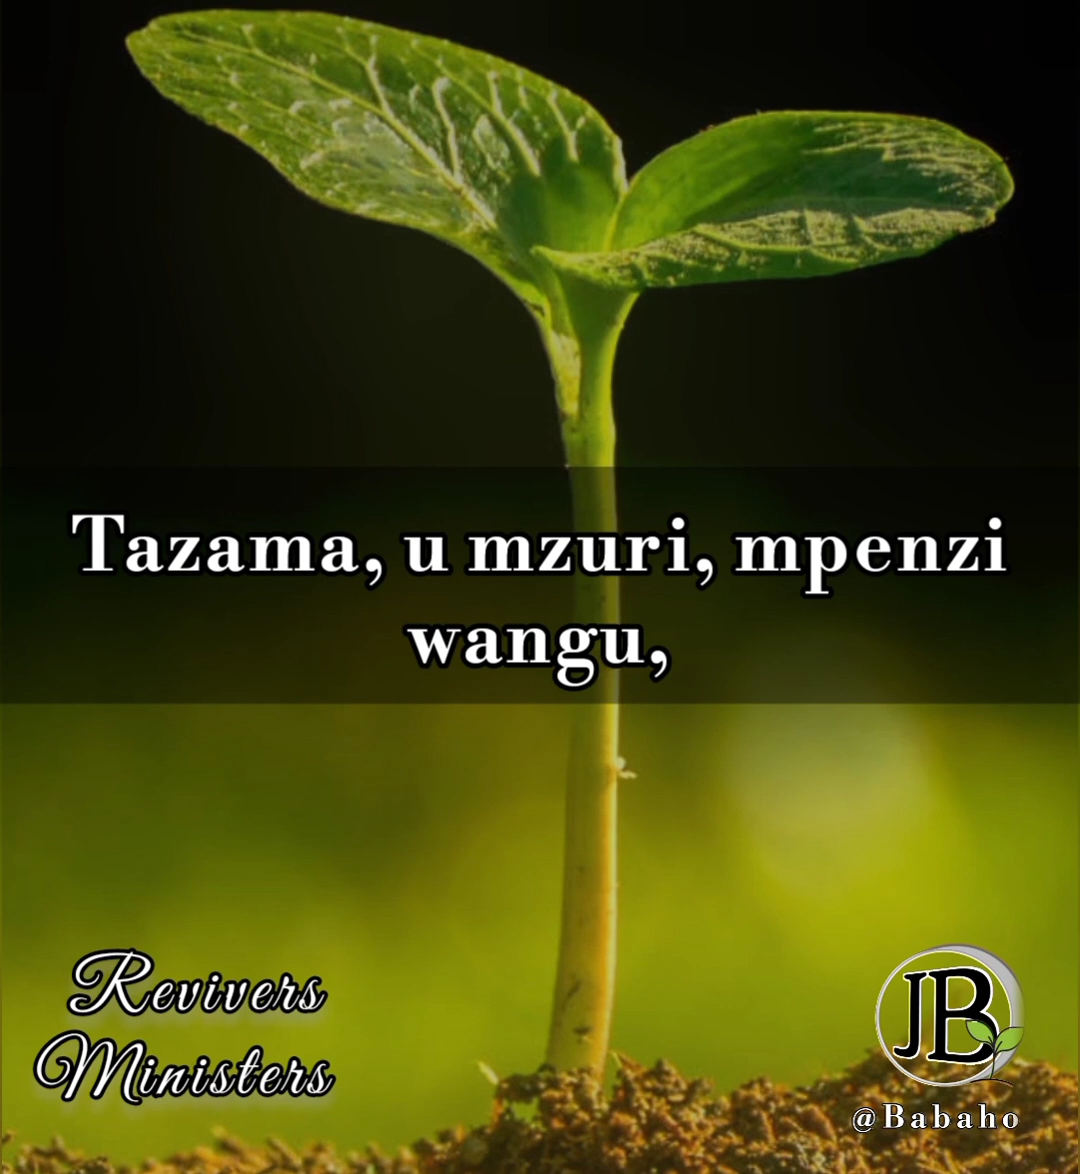 Tazama, u mzuri, mpenzi
wangu,
Revivers
Ministers
JB
@Babaho